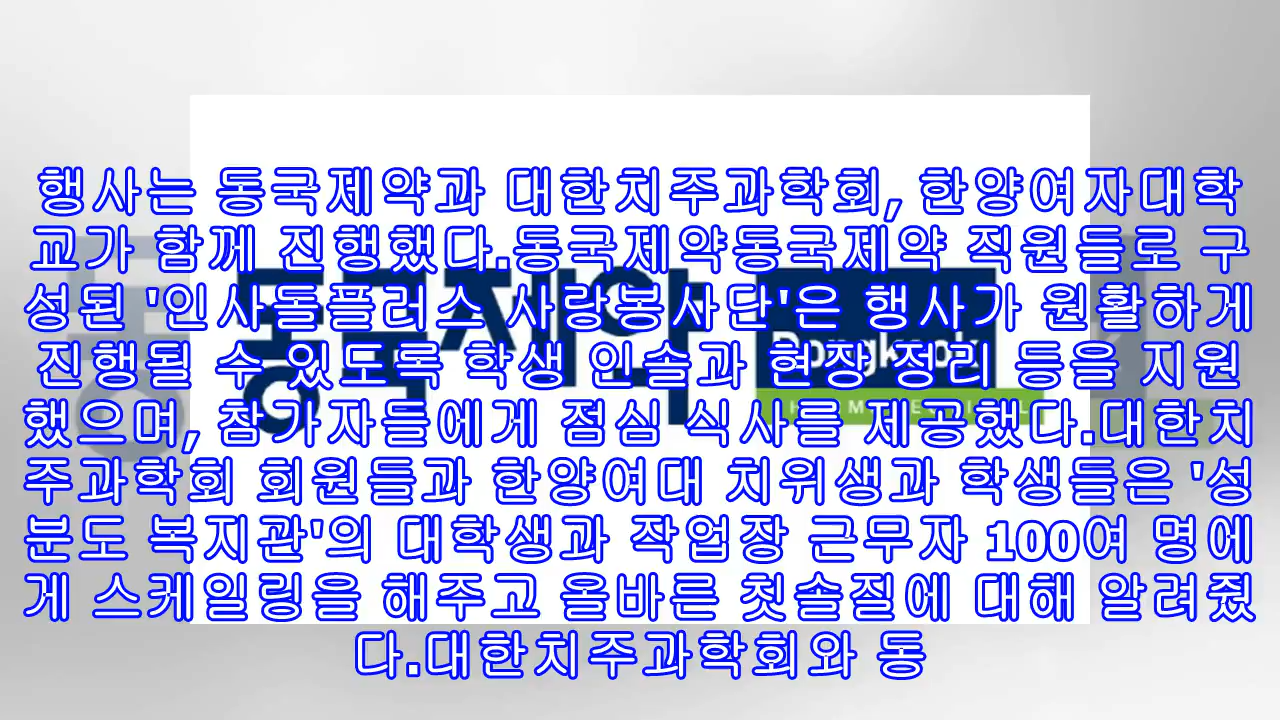 행사는 동국제약과 대한치주과학회, 한양여자대학
교가 함께 진행했다.동국제약동국제약 직원들로 구
성된 '인사돌플러스 사랑봉사단'은 행사가 원활하게
진행될 수 있도록 학생 인솔과 현장 정리 등을 지원
했으며, 참가자들에게 점심 식사를 제공했다.대한치
주과학회 회원들과 한양여대 치위생과 학생들은 '성
분도 복지관'의 대학생과 작업장 근무자 100여 명에
게 스케일링을 해주고 올바른 칫솔질에 대해 알려줬
다.대한치주과학회와 동
동국제약
Dongkook